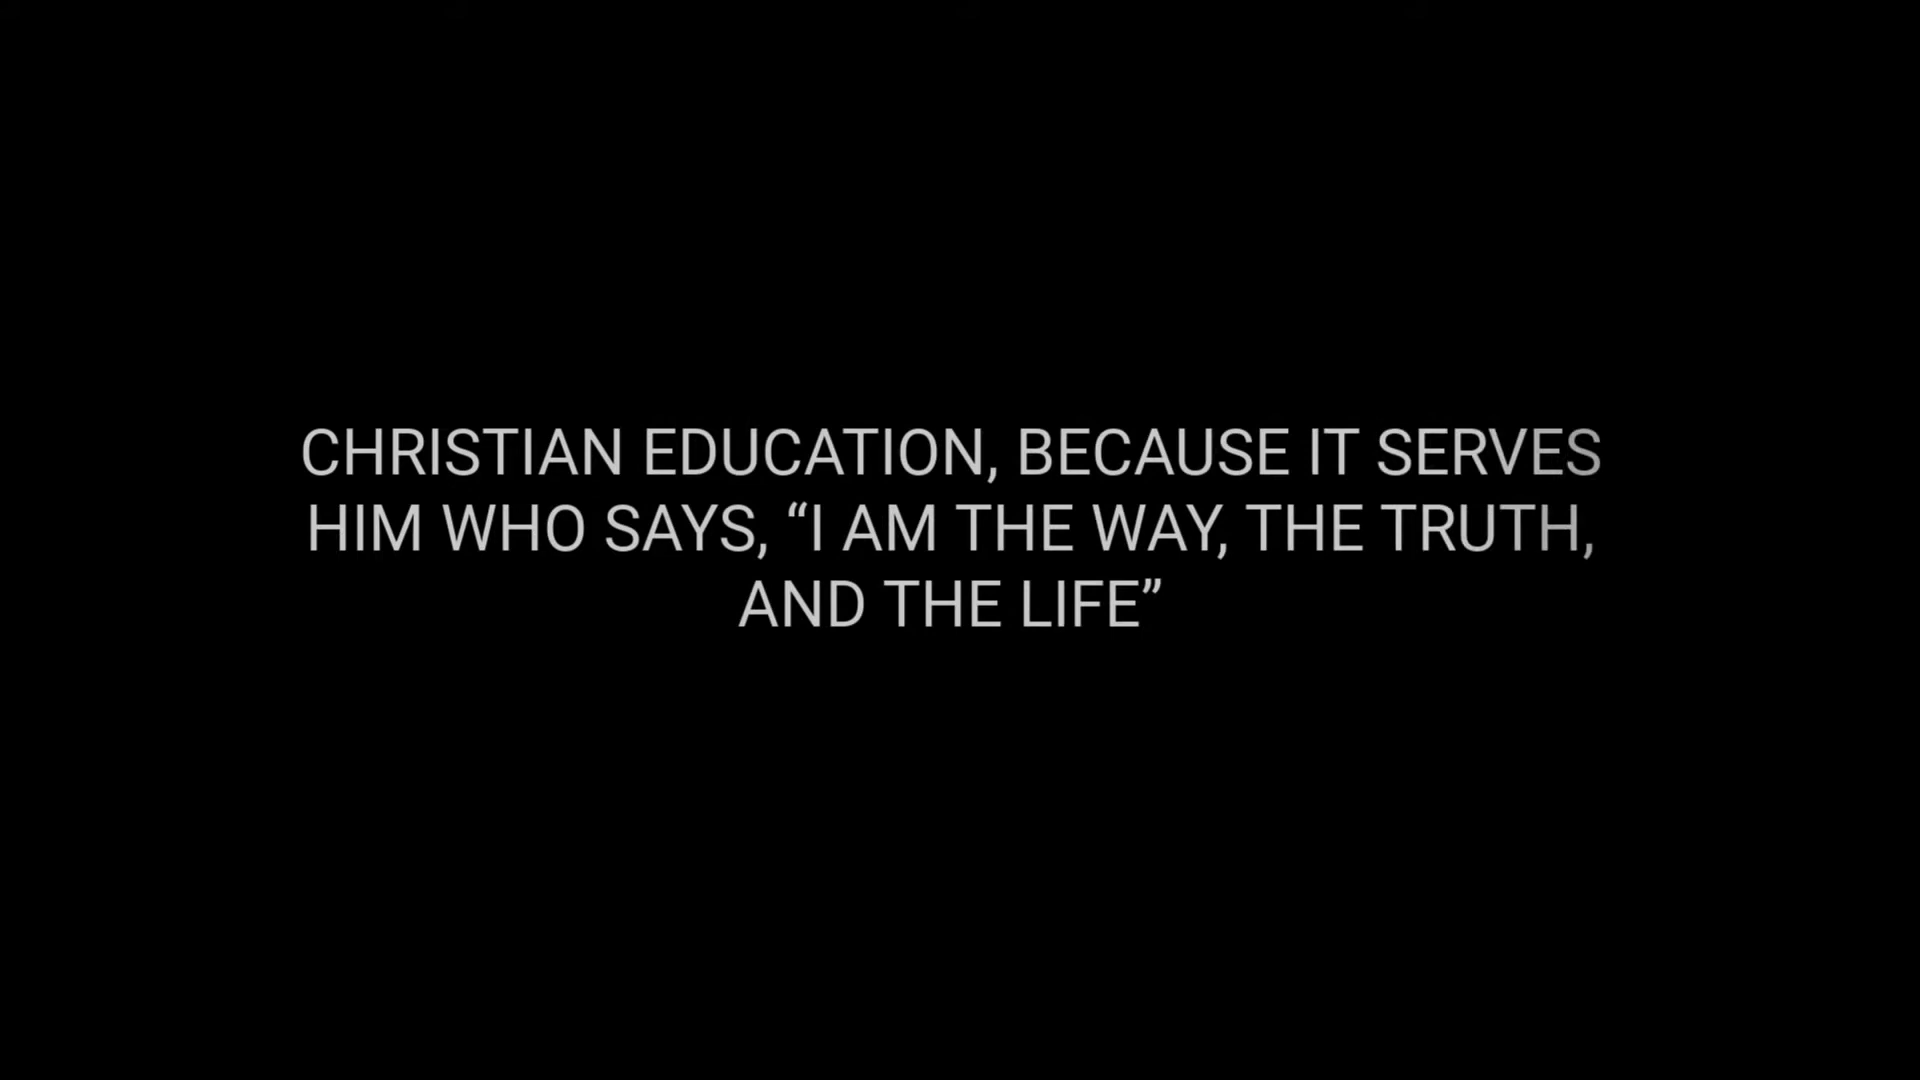 CHRISTIAN EDUCATION, BECAUSE IT SERVES
HIM WHO SAYS, “I AM THE WAY, THE TRUTH,
AND THE LIFE”